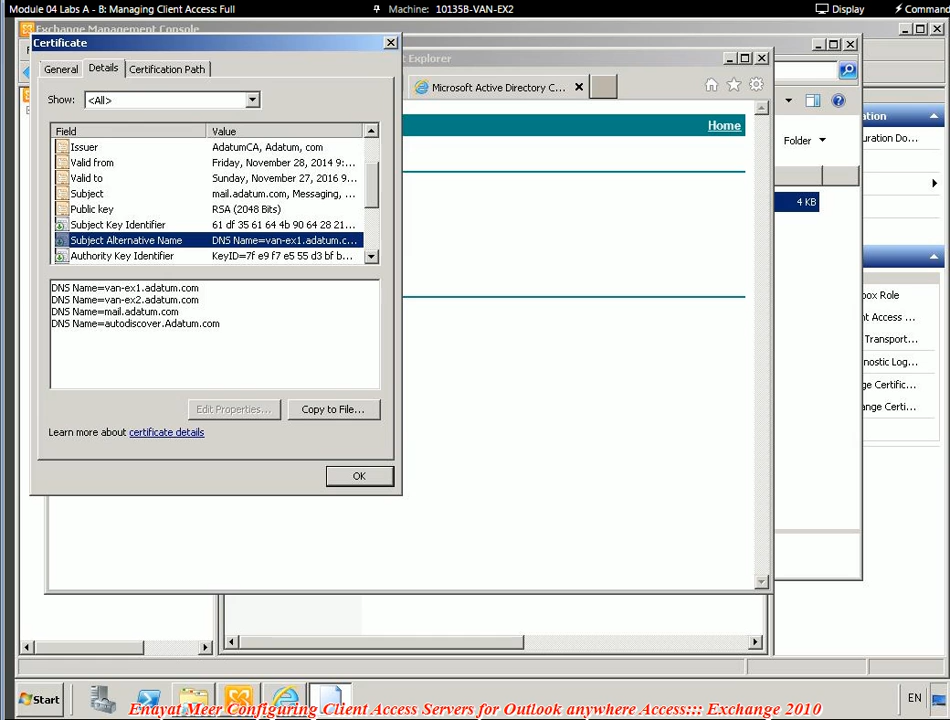 Module 04 Labs A - B: Managing Client Access: Full
Machine: 10135B-VAN-EX2
Display
Command
Exchange Management Console
Certificate
t Explorer
General
Details
Certification Path
Microsoft Active Directory C...
Show: <All>
Home
Field Value
Issuer AdatumCA, Adatum, com
Valid from Friday, November 28, 2014 9:...
Valid to Sunday, November 27, 2016 9...
Subject mail.adatum.com, Messaging, ...
Public key RSA (2048 Bits)
Subject Key Identifier 61 df 35 61 64 4b 90 64 28 21...
Subject Alternative Name DNS Name=van-ex1.adatum.c...
Authority Key Identifier KeyID=7f e9 f7 e5 55 d3 bf b...
DNS Name=van-ex1.adatum.com
DNS Name=van-ex2.adatum.com
DNS Name=mail.adatum.com
DNS Name=autodiscover.Adatum.com
Edit Properties...
Copy to File...
Learn more about certificate details
OK
Folder
4 KB
ation
uration Do...
box Role
nt Access ...
Transport...
nostic Log...
ge Certific...
ange Certi...
Start
EN
Enayat Meer Configuring Client Access Servers for Outlook anywhere Access::: Exchange 2010